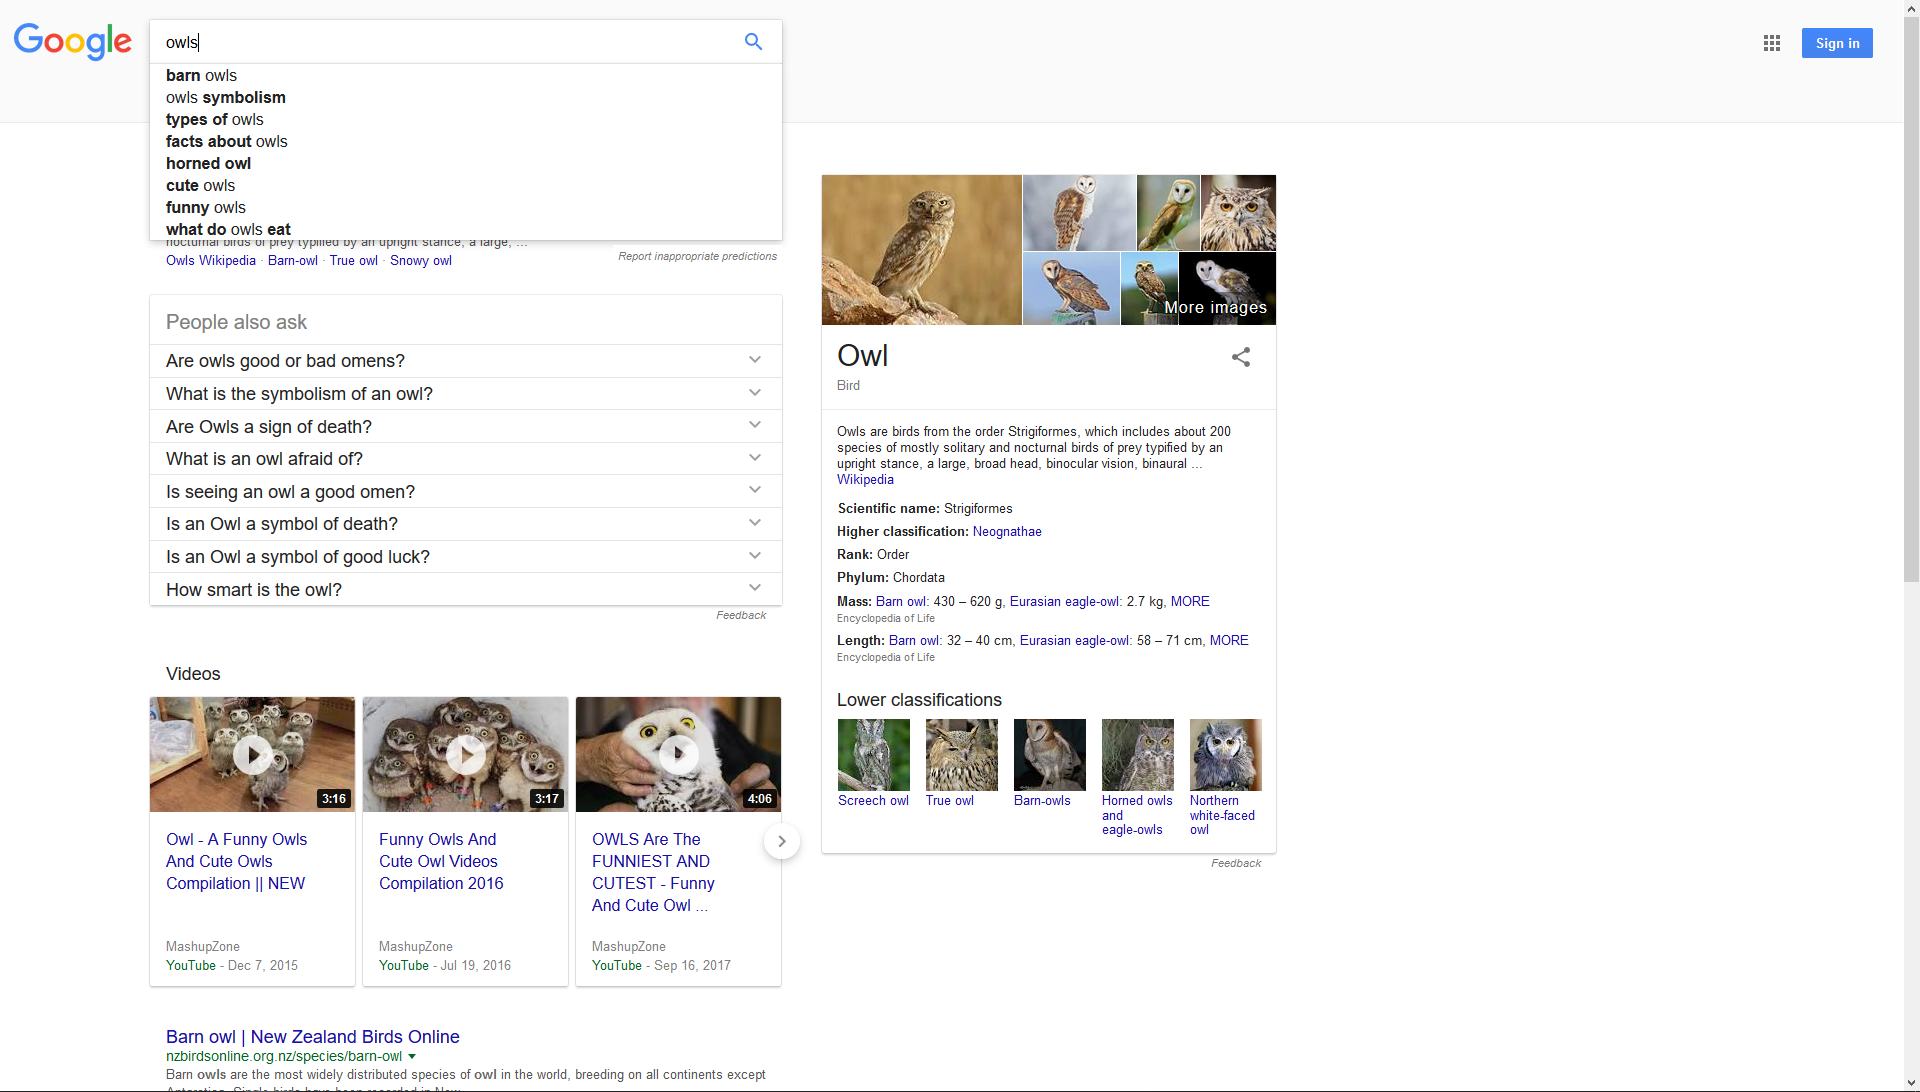 Google
owls
Sign in
barn owls
owls symbolism
types of owls
facts about owls
horned owl
cute owls
funny owls
what do owls eat
nocturnal birds of prey typified by an upright stance, a large, ...
Owls Wikipedia · Barn-owl · True owl · Snowy owl
Report inappropriate predictions
People also ask
Are owls good or bad omens?
What is the symbolism of an owl?
Are Owls a sign of death?
What is an owl afraid of?
Is seeing an owl a good omen?
Is an Owl a symbol of death?
Is an Owl a symbol of good luck?
How smart is the owl?
Feedback
Videos
3:16
Owl - A Funny Owls
And Cute Owls
Compilation || NEW
MashupZone
YouTube - Dec 7, 2015
3:17
Funny Owls And
Cute Owl Videos
Compilation 2016
MashupZone
YouTube - Jul 19, 2016
4:06
OWLS Are The
FUNNIEST AND
CUTEST - Funny
And Cute Owl ...
MashupZone
YouTube - Sep 16, 2017
Barn owl | New Zealand Birds Online
nzbirdsonline.org.nz/species/barn-owl
Barn owls are the most widely distributed species of owl in the world, breeding on all continents except
More images
Owl
Bird
Owls are birds from the order Strigiformes, which includes about 200
species of mostly solitary and nocturnal birds of prey typified by an
upright stance, a large, broad head, binocular vision, binaural ...
Wikipedia
Scientific name: Strigiformes
Higher classification: Neognathae
Rank: Order
Phylum: Chordata
Mass: Barn owl: 430 – 620 g, Eurasian eagle-owl: 2.7 kg, MORE
Encyclopedia of Life
Length: Barn owl: 32 – 40 cm, Eurasian eagle-owl: 58 – 71 cm, MORE
Encyclopedia of Life
Lower classifications
Screech owl
True owl
Barn-owls
Horned owls
and
eagle-owls
Northern
white-faced
owl
Feedback